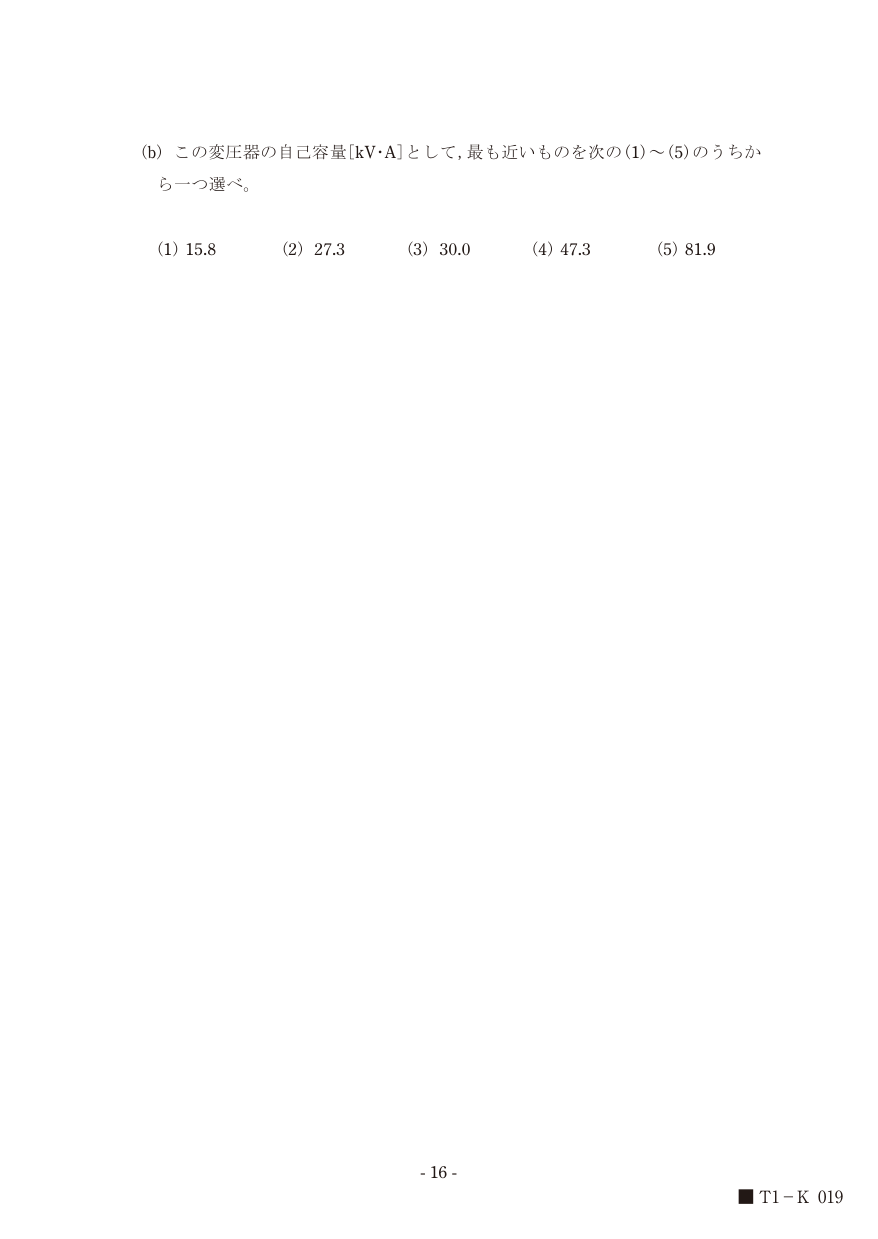 (b) この変圧器の自己容量[kV・A]として,最も近いものを次の(1)～(5)のうちか
ら一つ選べ。
(1) 15.8 (2) 27.3 (3) 30.0 (4) 47.3 (5) 81.9
- 16 -
■ T1－K 019